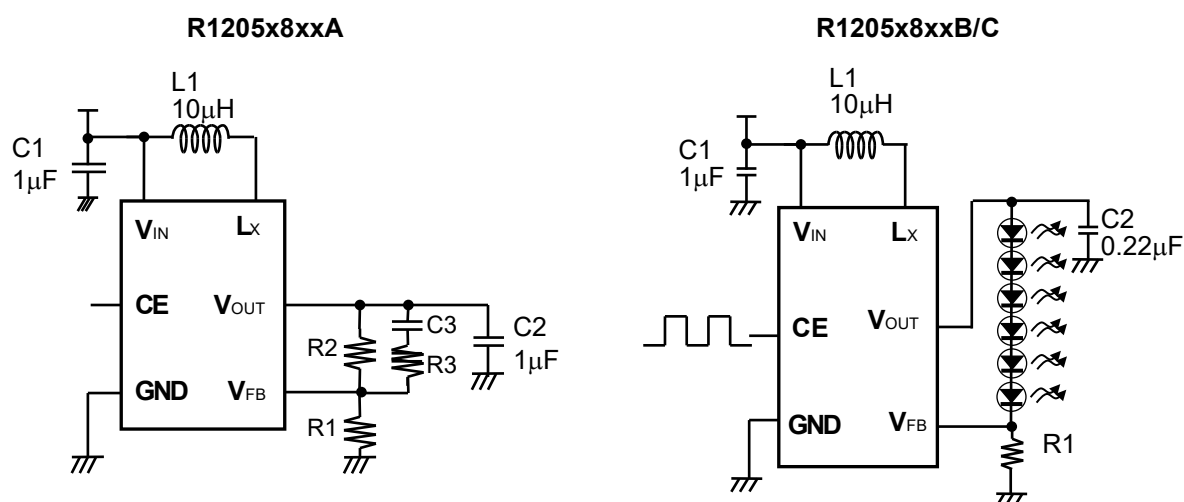 R1205x8xxA
L1
10μH
C1
1μF
VIN
LX
CE
VOUT
GND
VFB
R2
C3
R3
C2
1μF
R1
R1205x8xxB/C
L1
10μH
C1
1μF
VIN
LX
CE
VOUT
GND
VFB
C2
0.22μF
R1